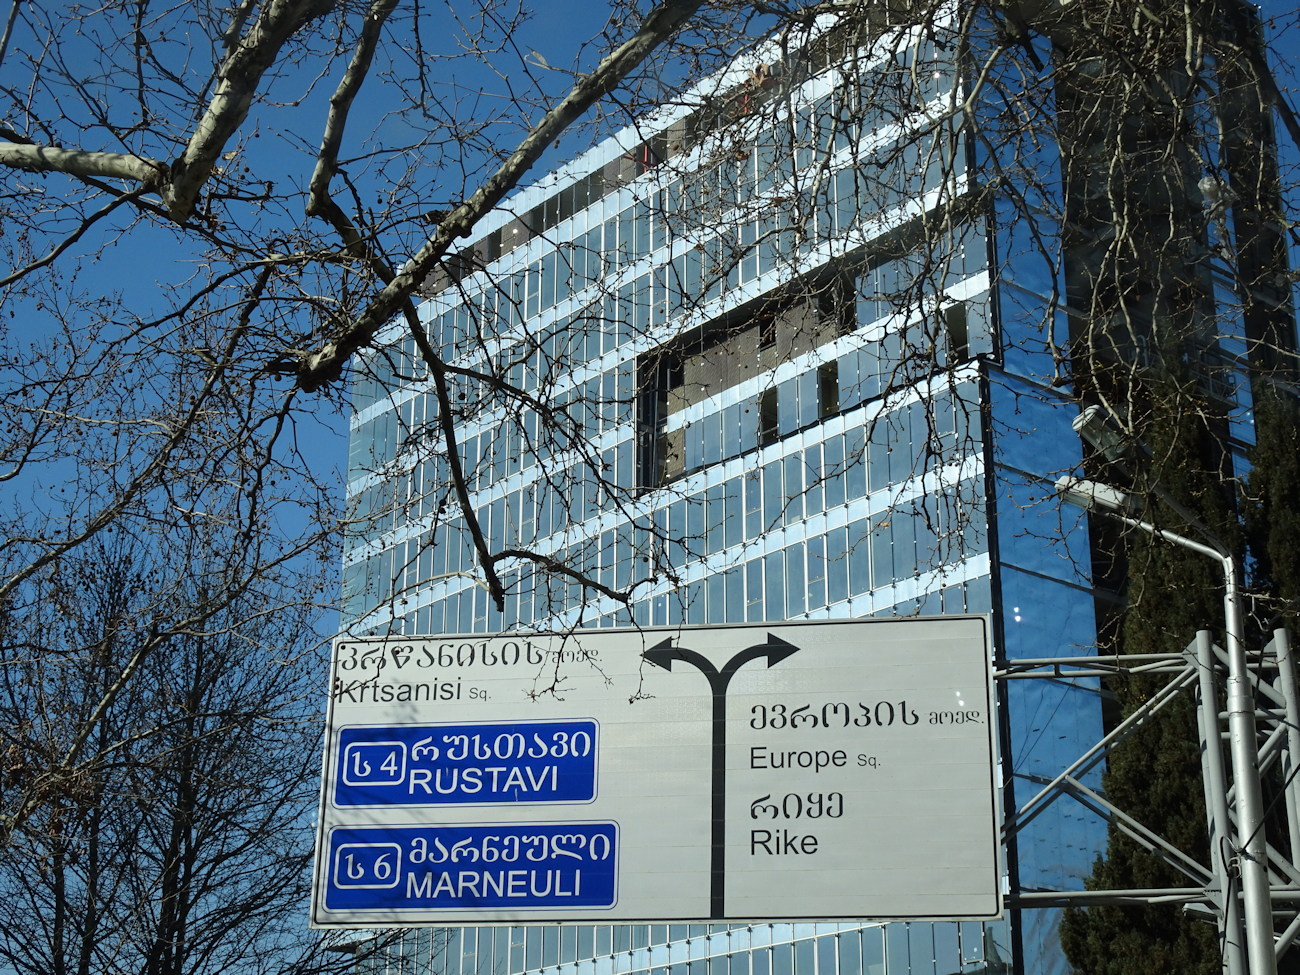 კრწანისის მოედ.
Krtsanisi Sq.
ს 4 რუსთავი
RUSTAVI
ს 6 მარნეული
MARNEULI
ევროპის მოედ.
Europe Sq.
რიყე
Rike